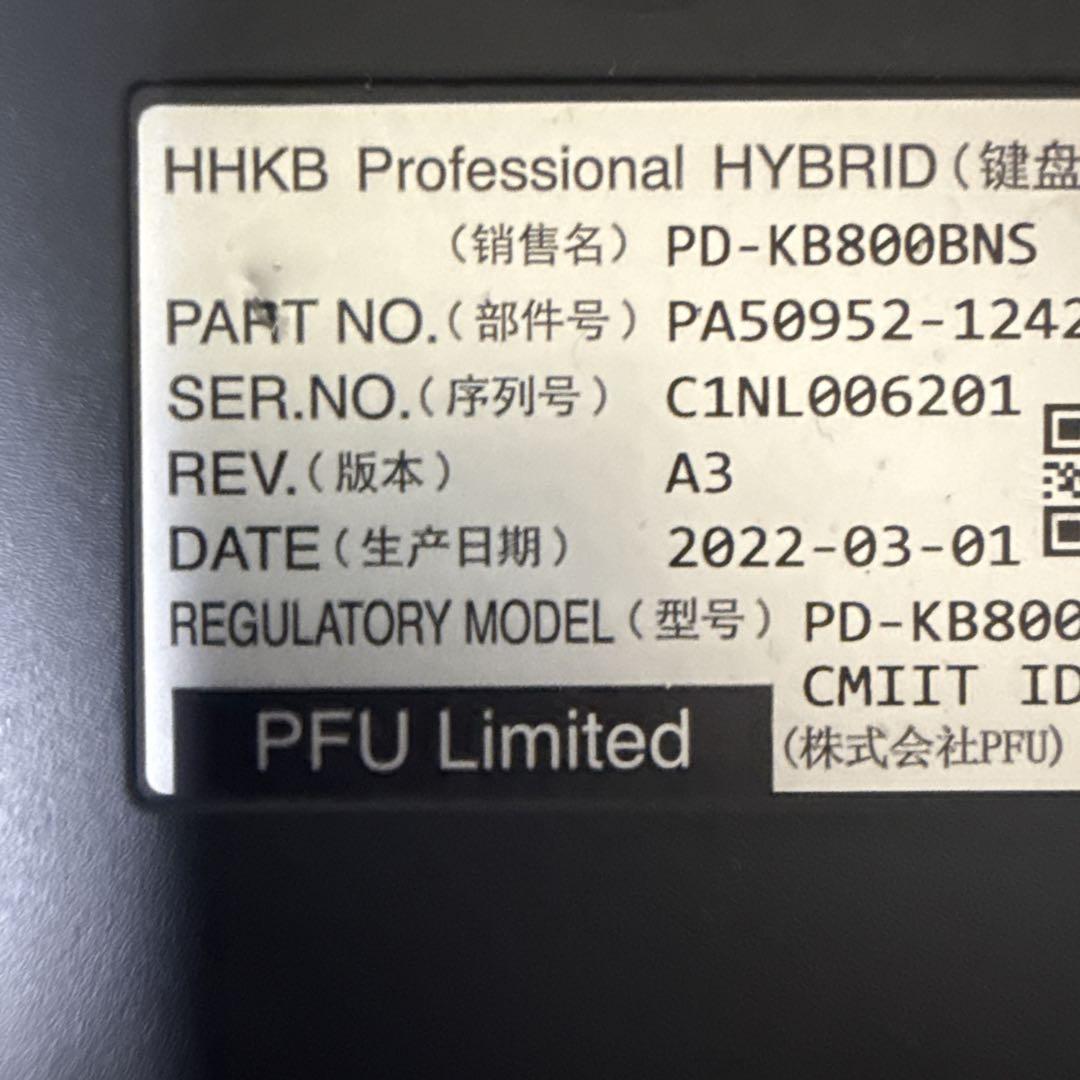 HHKB Professional HYBRID(键盘
(销售名) PD-KB800BNS
PART NO.(部件号) PA50952-1242
SER.NO.(序列号) C1NL006201
REV.(版本) A3
DATE(生产日期) 2022-03-01
REGULATORY MODEL(型号) PD-KB800
CMIIT ID
PFU Limited (株式会社PFU)